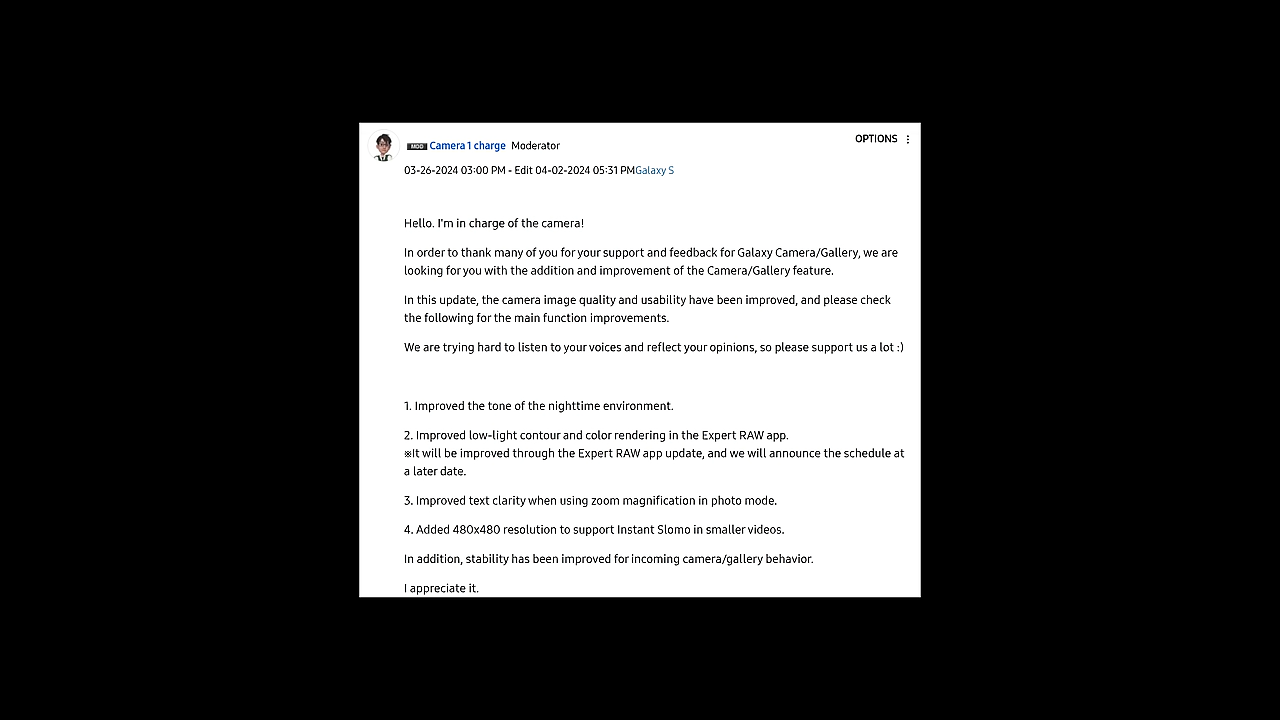 MOD Camera 1 charge Moderator
OPTIONS
03-26-2024 03:00 PM - Edit 04-02-2024 05:31 PMGalaxy S
Hello. I'm in charge of the camera!
In order to thank many of you for your support and feedback for Galaxy Camera/Gallery, we are
looking for you with the addition and improvement of the Camera/Gallery feature.
In this update, the camera image quality and usability have been improved, and please check
the following for the main function improvements.
We are trying hard to listen to your voices and reflect your opinions, so please support us a lot :)
1. Improved the tone of the nighttime environment.
2. Improved low-light contour and color rendering in the Expert RAW app.
※It will be improved through the Expert RAW app update, and we will announce the schedule at
a later date.
3. Improved text clarity when using zoom magnification in photo mode.
4. Added 480x480 resolution to support Instant Slomo in smaller videos.
In addition, stability has been improved for incoming camera/gallery behavior.
I appreciate it.